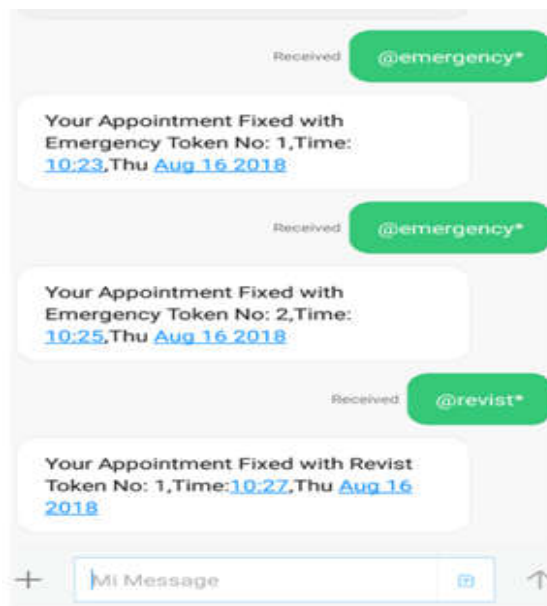 Received @emergency*
Your Appointment Fixed with
Emergency Token No: 1,Time:
10:23,Thu Aug 16 2018
Received @emergency*
Your Appointment Fixed with
Emergency Token No: 2,Time:
10:25,Thu Aug 16 2018
Received @revist*
Your Appointment Fixed with Revist
Token No: 1,Time:10:27,Thu Aug 16
2018
Mi Message